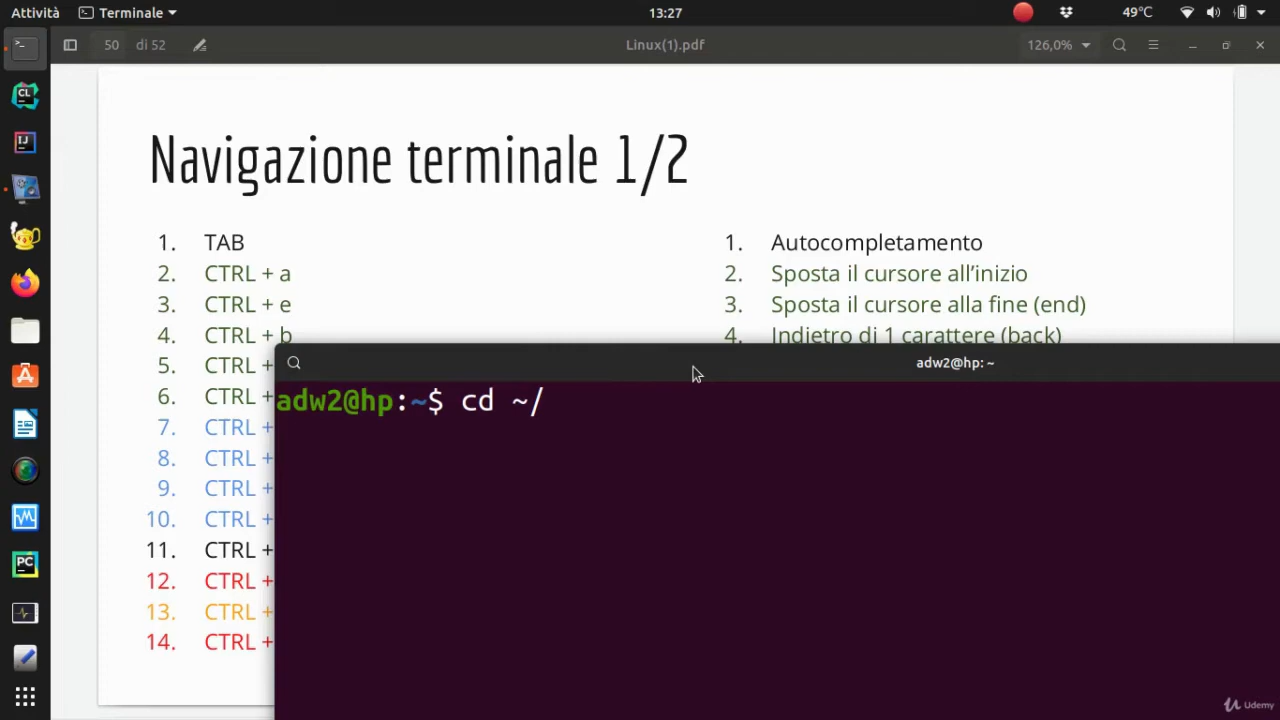 Attività Terminale 13:27 49°C
50 di 52 Linux(1).pdf 126,0%
Navigazione terminale 1/2
1. TAB 1. Autocompletamento
2. CTRL + a 2. Sposta il cursore all'inizio
3. CTRL + e 3. Sposta il cursore alla fine (end)
4. CTRL + b 4. Indietro di 1 carattere (back)
5. CTRL +
6. CTRL +
7. CTRL +
8. CTRL +
9. CTRL +
10. CTRL +
11. CTRL +
12. CTRL +
13. CTRL +
14. CTRL +
adw2@hp: ~
adw2@hp:~$ cd ~/
CL
IJ
PC
Udemy